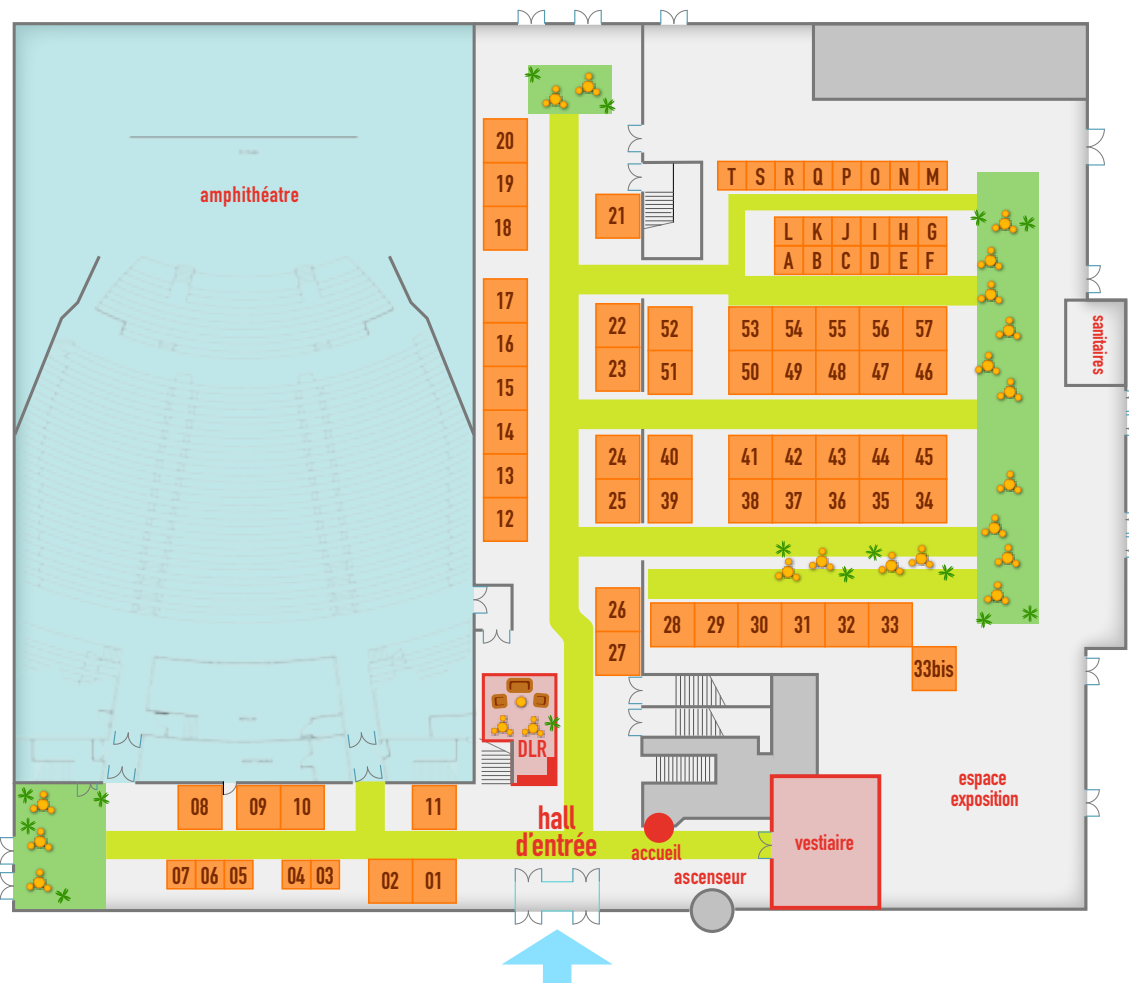 amphithéatre
20
19
18
21
T S R Q P O N M
L K J I H G
A B C D E F
17
16
15
14
13
12
22
23
52
51
53 54 55 56 57
50 49 48 47 46
sanitaires
24
25
40
39
41 42 43 44 45
38 37 36 35 34
26
27
28 29 30 31 32 33
33bis
DLR
08
09 10
11
hall
d'entrée
accueil
vestiaire
espace
exposition
07 06 05
04 03
02 01
ascenseur